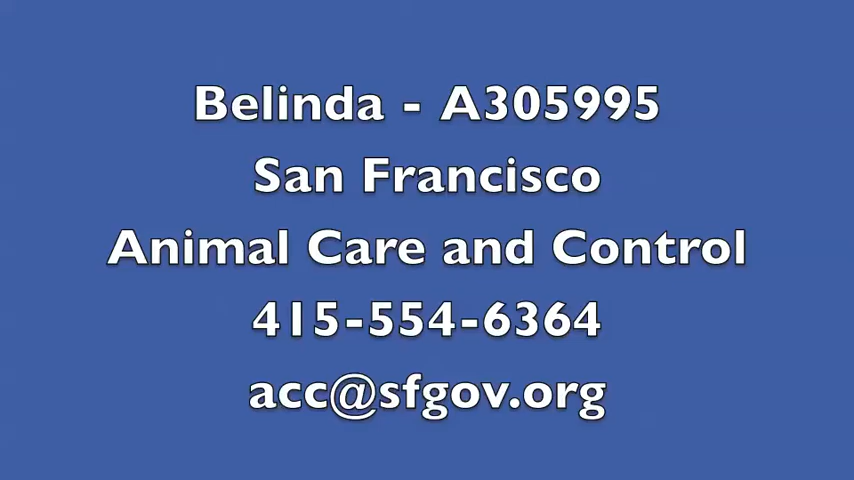 Belinda - A305995
San Francisco
Animal Care and Control
415-554-6364
acc@sfgov.org